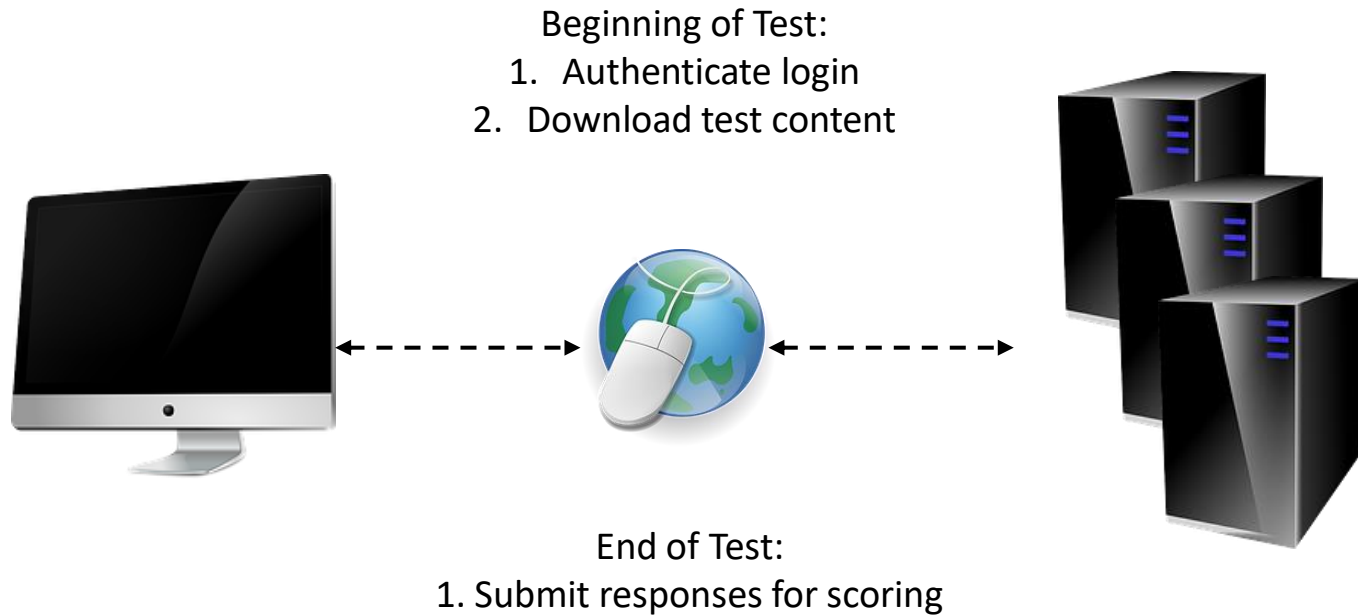 Beginning of Test:
1. Authenticate login
2. Download test content
End of Test:
1. Submit responses for scoring